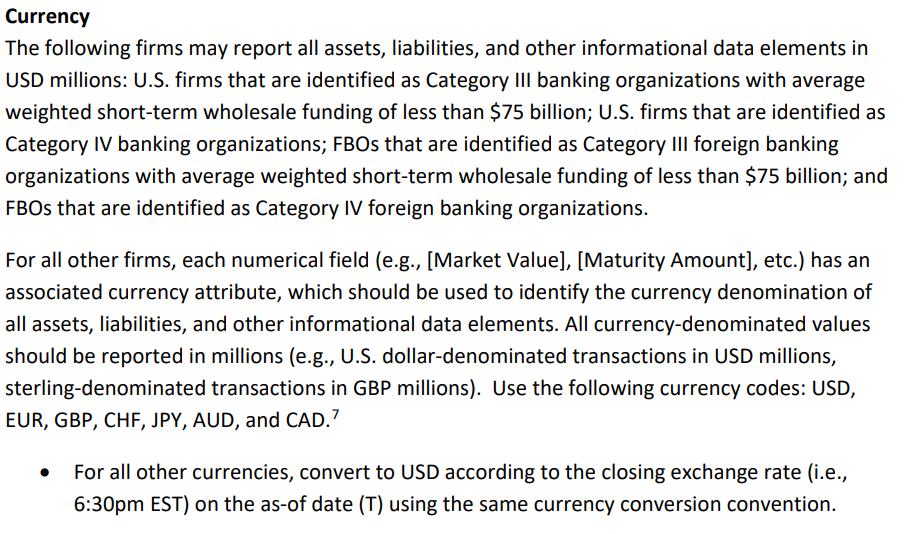 Currency
The following firms may report all assets, liabilities, and other informational data elements in
USD millions: U.S. firms that are identified as Category III banking organizations with average
weighted short-term wholesale funding of less than $75 billion; U.S. firms that are identified as
Category IV banking organizations; FBOs that are identified as Category III foreign banking
organizations with average weighted short-term wholesale funding of less than $75 billion; and
FBOs that are identified as Category IV foreign banking organizations.
For all other firms, each numerical field (e.g., [Market Value], [Maturity Amount], etc.) has an
associated currency attribute, which should be used to identify the currency denomination of
all assets, liabilities, and other informational data elements. All currency-denominated values
should be reported in millions (e.g., U.S. dollar-denominated transactions in USD millions,
sterling-denominated transactions in GBP millions).  Use the following currency codes: USD,
EUR, GBP, CHF, JPY, AUD, and CAD.⁷
• For all other currencies, convert to USD according to the closing exchange rate (i.e.,
6:30pm EST) on the as-of date (T) using the same currency conversion convention.